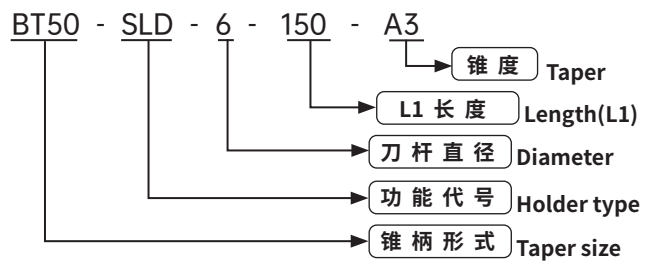 BT50 - SLD - 6 - 150 - A3
锥度 Taper
L1 长度 Length(L1)
刀杆直径 Diameter
功能代号 Holder type
锥柄形式 Taper size